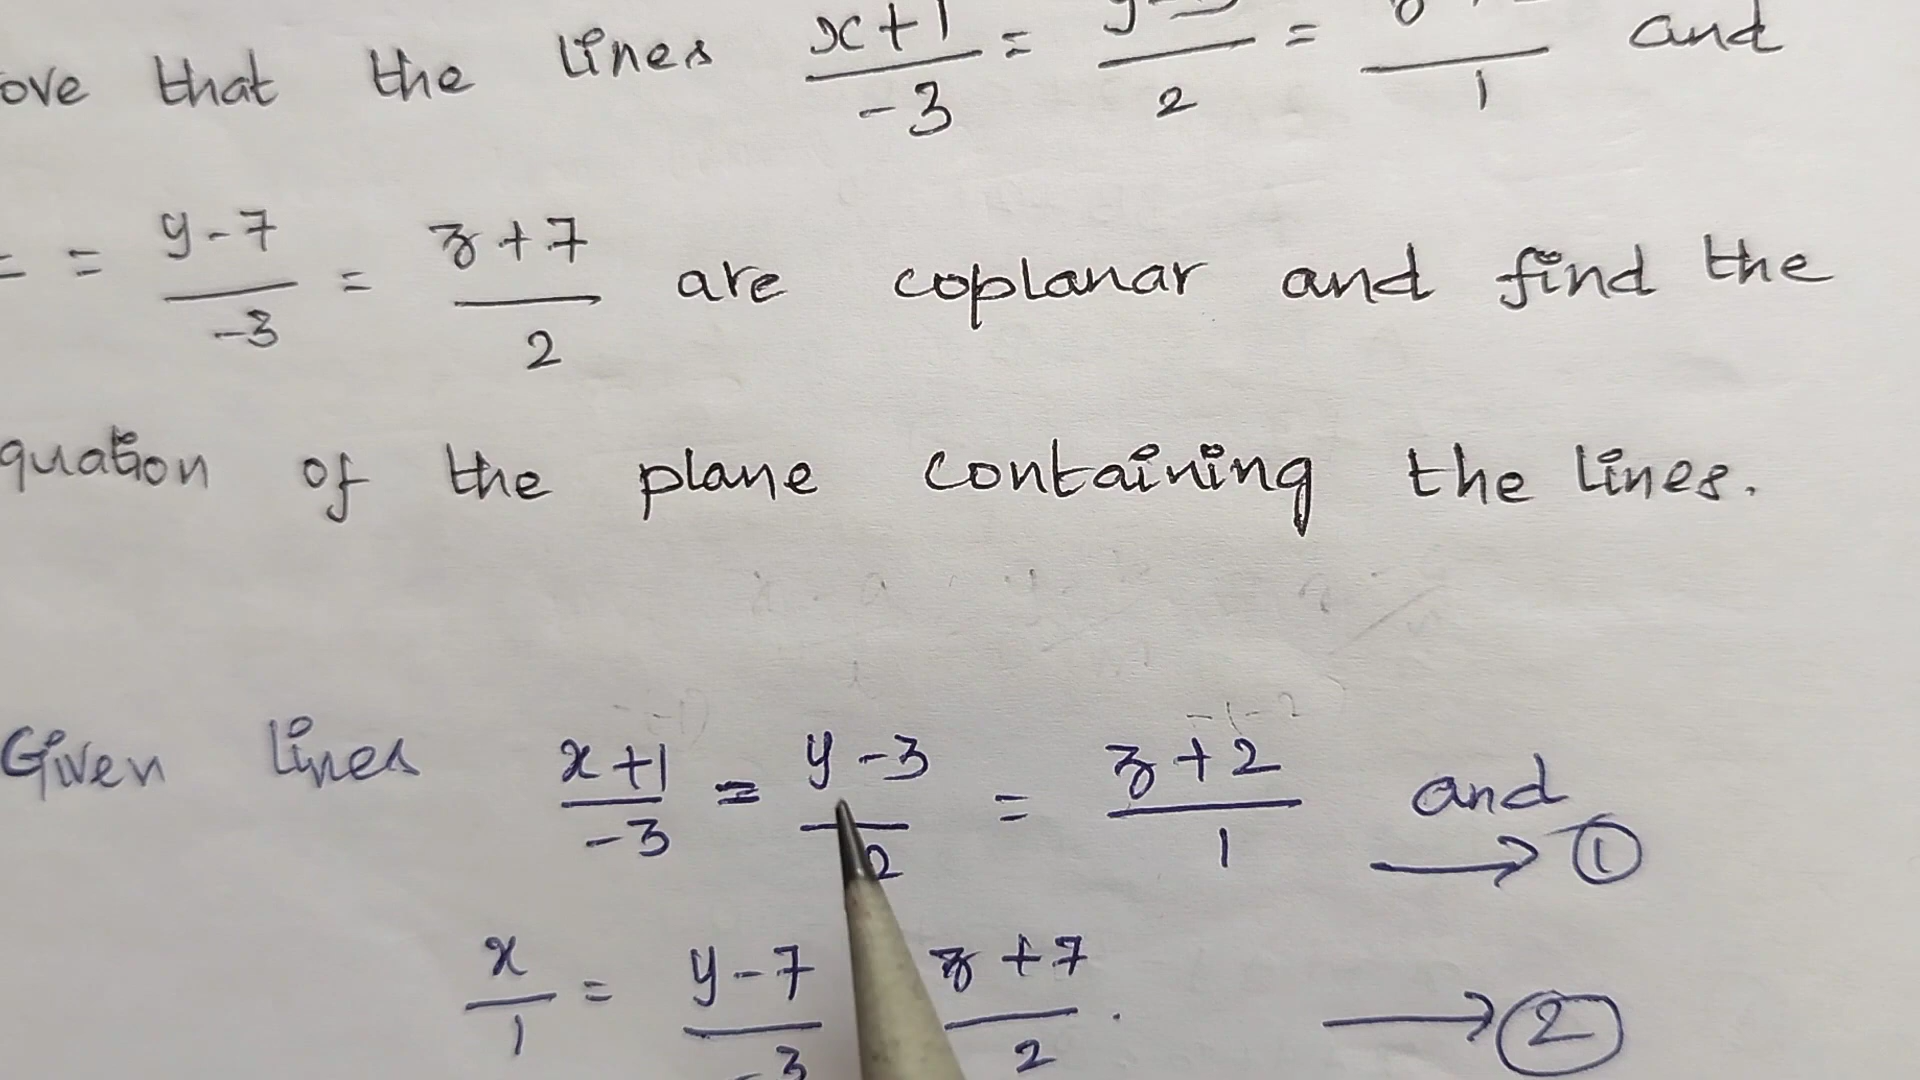 ove that the lines x+1/-3 = y-3/2 = /1 and
= y-7/-3 = z+7/2 are coplanar and find the
quation of the plane containing the lines.
Given lines x+1/-3 = y-3/2 = z+2/1 and → 1
x/1 = y-7/-3 z+7/2 . → 2